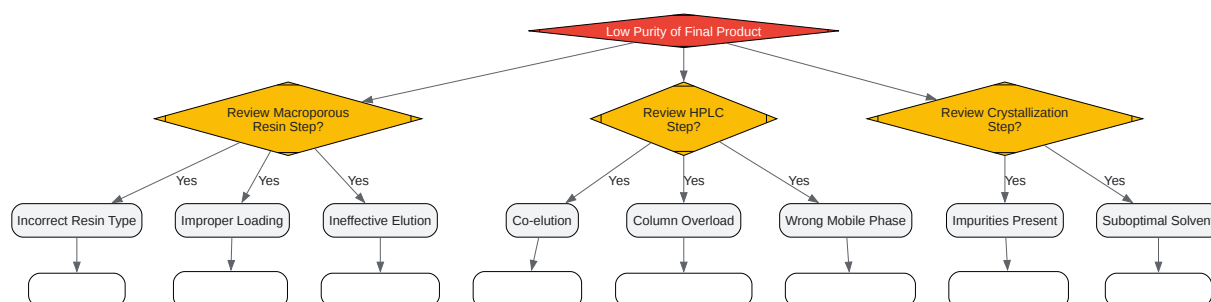 Low Purity of Final Product
Review Macroporous
Resin Step?
Review HPLC
Step?
Review Crystallization
Step?
Yes
Yes
Yes
Yes
Yes
Yes
Yes
Yes
Incorrect Resin Type
Improper Loading
Ineffective Elution
Co-elution
Column Overload
Wrong Mobile Phase
Impurities Present
Suboptimal Solvent